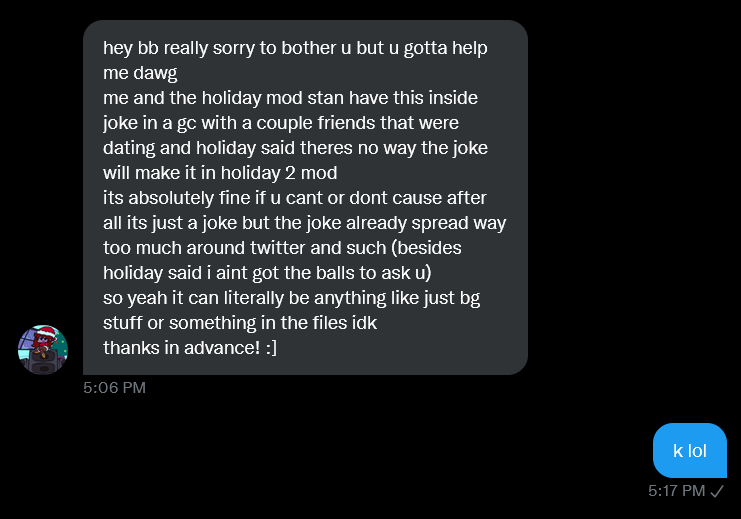 hey bb really sorry to bother u but u gotta help
me dawg
me and the holiday mod stan have this inside
joke in a gc with a couple friends that were
dating and holiday said theres no way the joke
will make it in holiday 2 mod
its absolutely fine if u cant or dont cause after
all its just a joke but the joke already spread way
too much around twitter and such (besides
holiday said i aint got the balls to ask u)
so yeah it can literally be anything like just bg
stuff or something in the files idk
thanks in advance! :]
5:06 PM
k lol
5:17 PM ✓